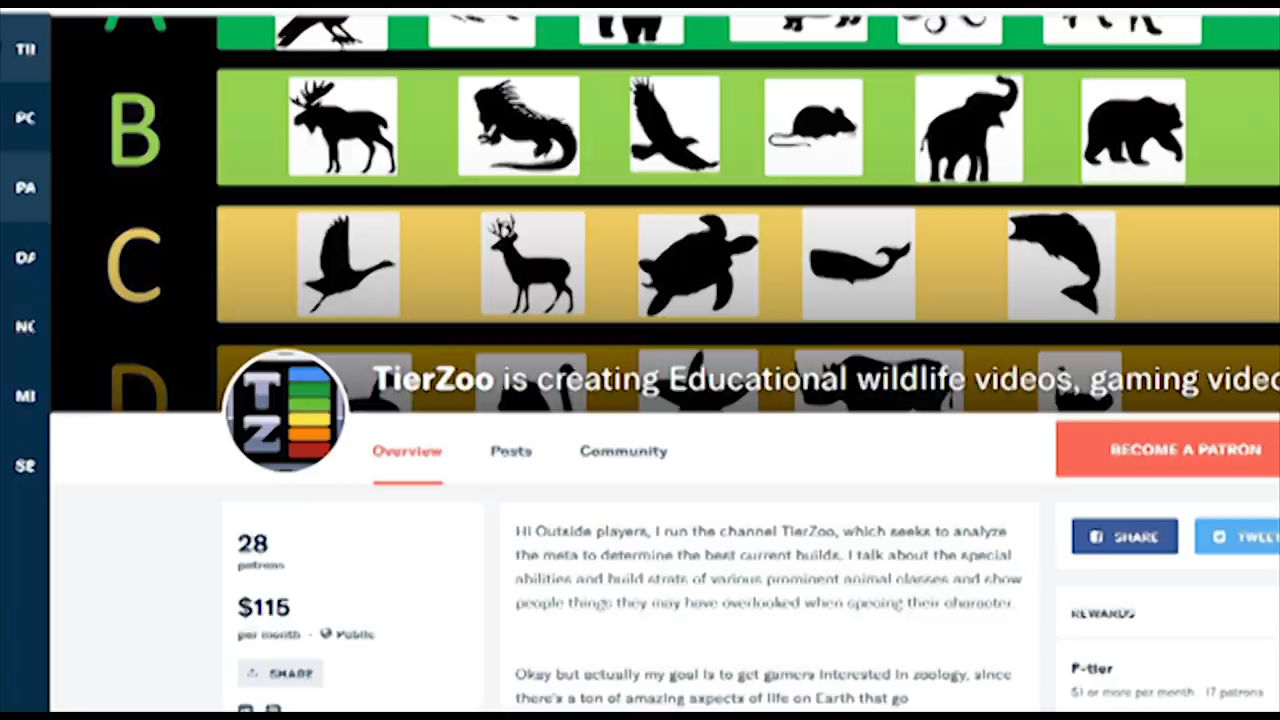 A
TI
B
PC
PA
C
DA
NC
D
TierZoo is creating Educational wildlife videos, gaming video
TZ
ME
Overview Posts Community
BECOME A PATRON
SE
28
patrons
$115
per month · Public
SHARE
Hi Outside players, I run the channel TierZoo, which seeks to analyze
the meta to determine the best current builds. I talk about the special
abilities and build strats of various prominent animal classes and show
people things they may have overlooked when specing their character.
Okay but actually my goal is to get gamers interested in zoology, since
there's a ton of amazing aspects of life on Earth that go
SHARE
TWEET
REWARDS
F-tier
$1 or more per month · 17 patrons